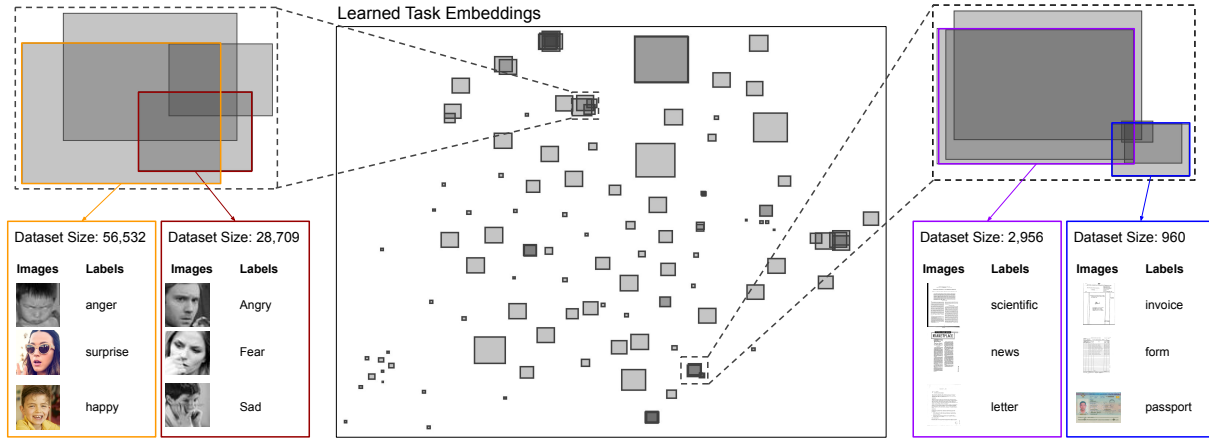 Learned Task Embeddings
Dataset Size: 56,532
Images Labels
anger
surprise
happy
Dataset Size: 28,709
Images Labels
Angry
Fear
Sad
Dataset Size: 2,956
Images Labels
scientific
news
letter
Dataset Size: 960
Images Labels
invoice
form
passport